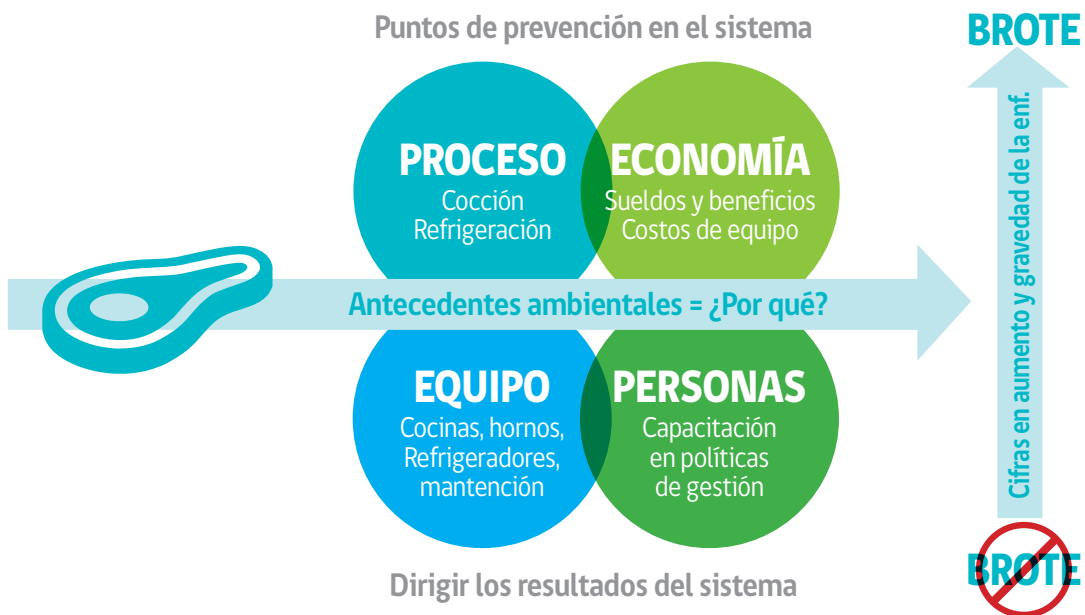 Puntos de prevención en el sistema
BROTE
PROCESO
Cocción
Refrigeración
ECONOMÍA
Sueldos y beneficios
Costos de equipo
Antecedentes ambientales = ¿Por qué?
EQUIPO
Cocinas, hornos,
Refrigeradores,
mantención
PERSONAS
Capacitación
en políticas
de gestión
Cifras en aumento y gravedad de la enf.
BROTE
Dirigir los resultados del sistema